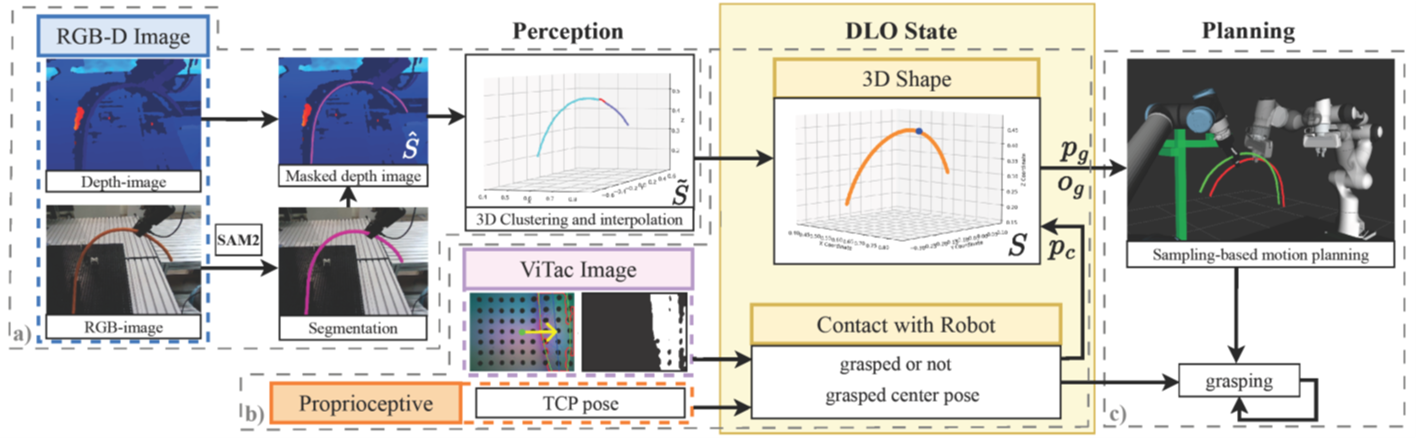 Perception
DLO State
Planning
RGB-D Image
Depth-image
Ŝ
Masked depth image
S̃
3D Clustering and interpolation
3D Shape
S
p_g
o_g
p_c
Sampling-based motion planning
SAM2
RGB-image
Segmentation
a)
ViTac Image
Contact with Robot
grasped or not
grasped center pose
b)
Proprioceptive
TCP pose
grasping
c)